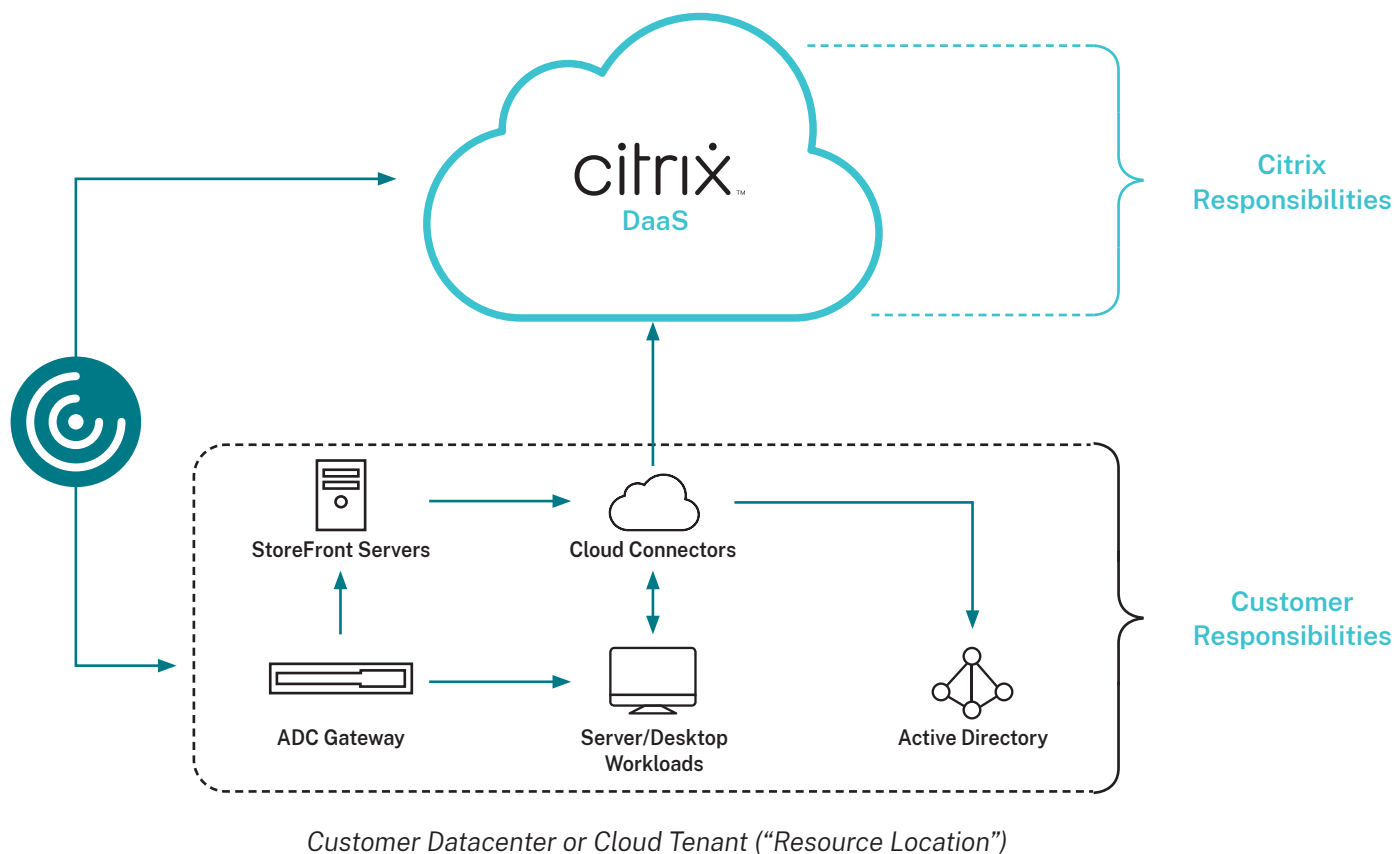 citrix™
DaaS
Citrix
Responsibilities
StoreFront Servers
Cloud Connectors
Customer
Responsibilities
ADC Gateway
Server/Desktop
Workloads
Active Directory
Customer Datacenter or Cloud Tenant (“Resource Location”)